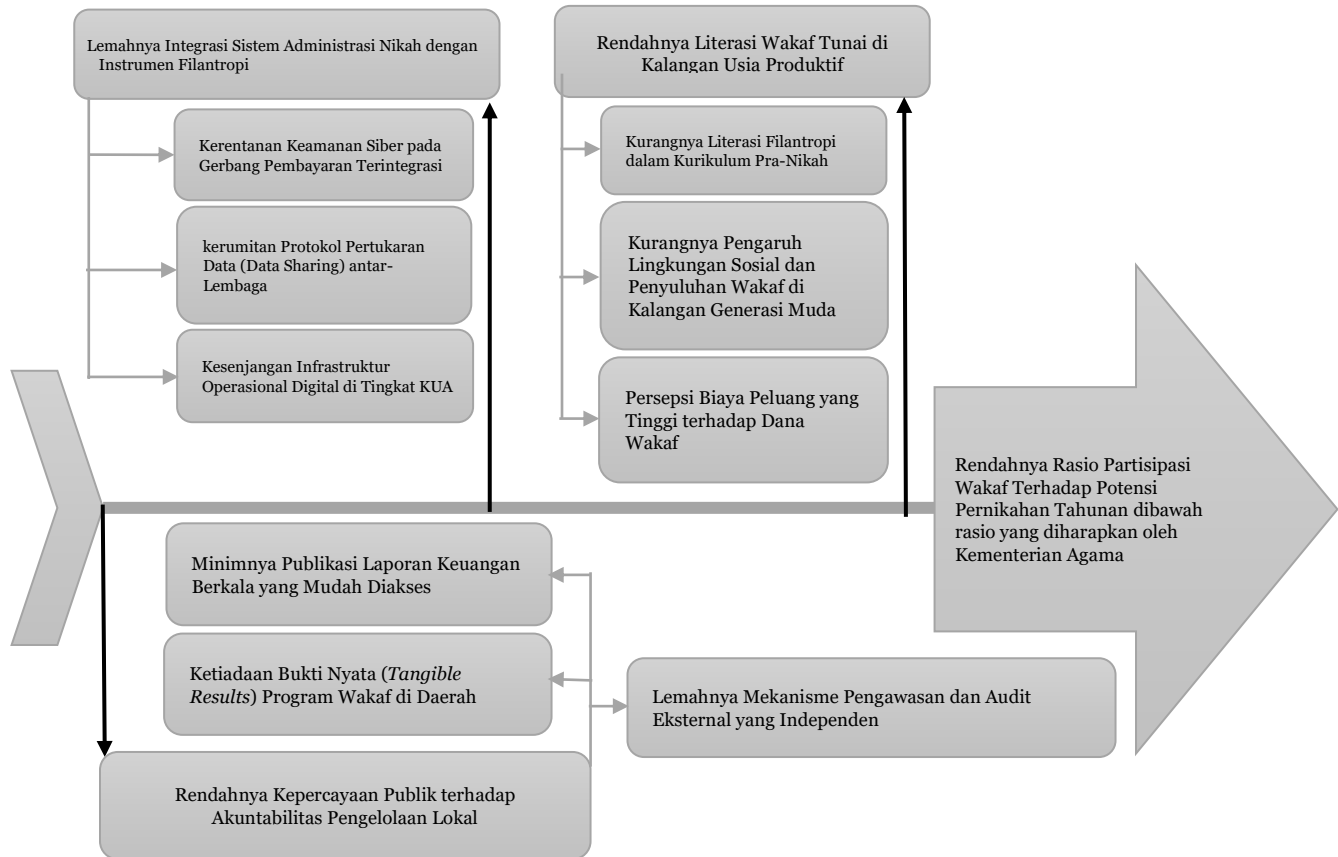 Lemahnya Integrasi Sistem Administrasi Nikah dengan
Instrumen Filantropi
Kerentanan Keamanan Siber pada
Gerbang Pembayaran Terintegrasi
kerumitan Protokol Pertukaran
Data (Data Sharing) antar-
Lembaga
Kesenjangan Infrastruktur
Operasional Digital di Tingkat KUA
Rendahnya Literasi Wakaf Tunai di
Kalangan Usia Produktif
Kurangnya Literasi Filantropi
dalam Kurikulum Pra-Nikah
Kurangnya Pengaruh
Lingkungan Sosial dan
Penyuluhan Wakaf di
Kalangan Generasi Muda
Persepsi Biaya Peluang yang
Tinggi terhadap Dana
Wakaf
Rendahnya Rasio Partisipasi
Wakaf Terhadap Potensi
Pernikahan Tahunan dibawah
rasio yang diharapkan oleh
Kementerian Agama
Minimnya Publikasi Laporan Keuangan
Berkala yang Mudah Diakses
Ketiadaan Bukti Nyata (Tangible
Results) Program Wakaf di Daerah
Lemahnya Mekanisme Pengawasan dan Audit
Eksternal yang Independen
Rendahnya Kepercayaan Publik terhadap
Akuntabilitas Pengelolaan Lokal